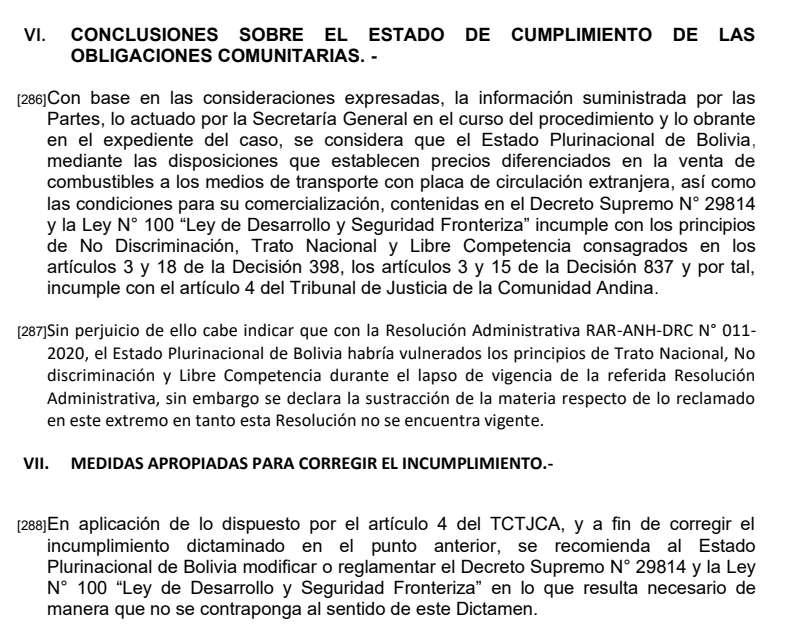 VI. CONCLUSIONES SOBRE EL ESTADO DE CUMPLIMIENTO DE LAS
OBLIGACIONES COMUNITARIAS. -
[286]Con base en las consideraciones expresadas, la información suministrada por las
Partes, lo actuado por la Secretaría General en el curso del procedimiento y lo obrante
en el expediente del caso, se considera que el Estado Plurinacional de Bolivia,
mediante las disposiciones que establecen precios diferenciados en la venta de
combustibles a los medios de transporte con placa de circulación extranjera, así como
las condiciones para su comercialización, contenidas en el Decreto Supremo N° 29814
y la Ley N° 100 “Ley de Desarrollo y Seguridad Fronteriza” incumple con los principios
de No Discriminación, Trato Nacional y Libre Competencia consagrados en los
artículos 3 y 18 de la Decisión 398, los artículos 3 y 15 de la Decisión 837 y por tal,
incumple con el artículo 4 del Tribunal de Justicia de la Comunidad Andina.
[287]Sin perjuicio de ello cabe indicar que con la Resolución Administrativa RAR-ANH-DRC N° 011-
2020, el Estado Plurinacional de Bolivia habría vulnerados los principios de Trato Nacional, No
discriminación y Libre Competencia durante el lapso de vigencia de la referida Resolución
Administrativa, sin embargo se declara la sustracción de la materia respecto de lo reclamado
en este extremo en tanto esta Resolución no se encuentra vigente.
VII. MEDIDAS APROPIADAS PARA CORREGIR EL INCUMPLIMIENTO.-
[288]En aplicación de lo dispuesto por el artículo 4 del TCTJCA, y a fin de corregir el
incumplimiento dictaminado en el punto anterior, se recomienda al Estado
Plurinacional de Bolivia modificar o reglamentar el Decreto Supremo N° 29814 y la Ley
N° 100 “Ley de Desarrollo y Seguridad Fronteriza” en lo que resulta necesario de
manera que no se contraponga al sentido de este Dictamen.